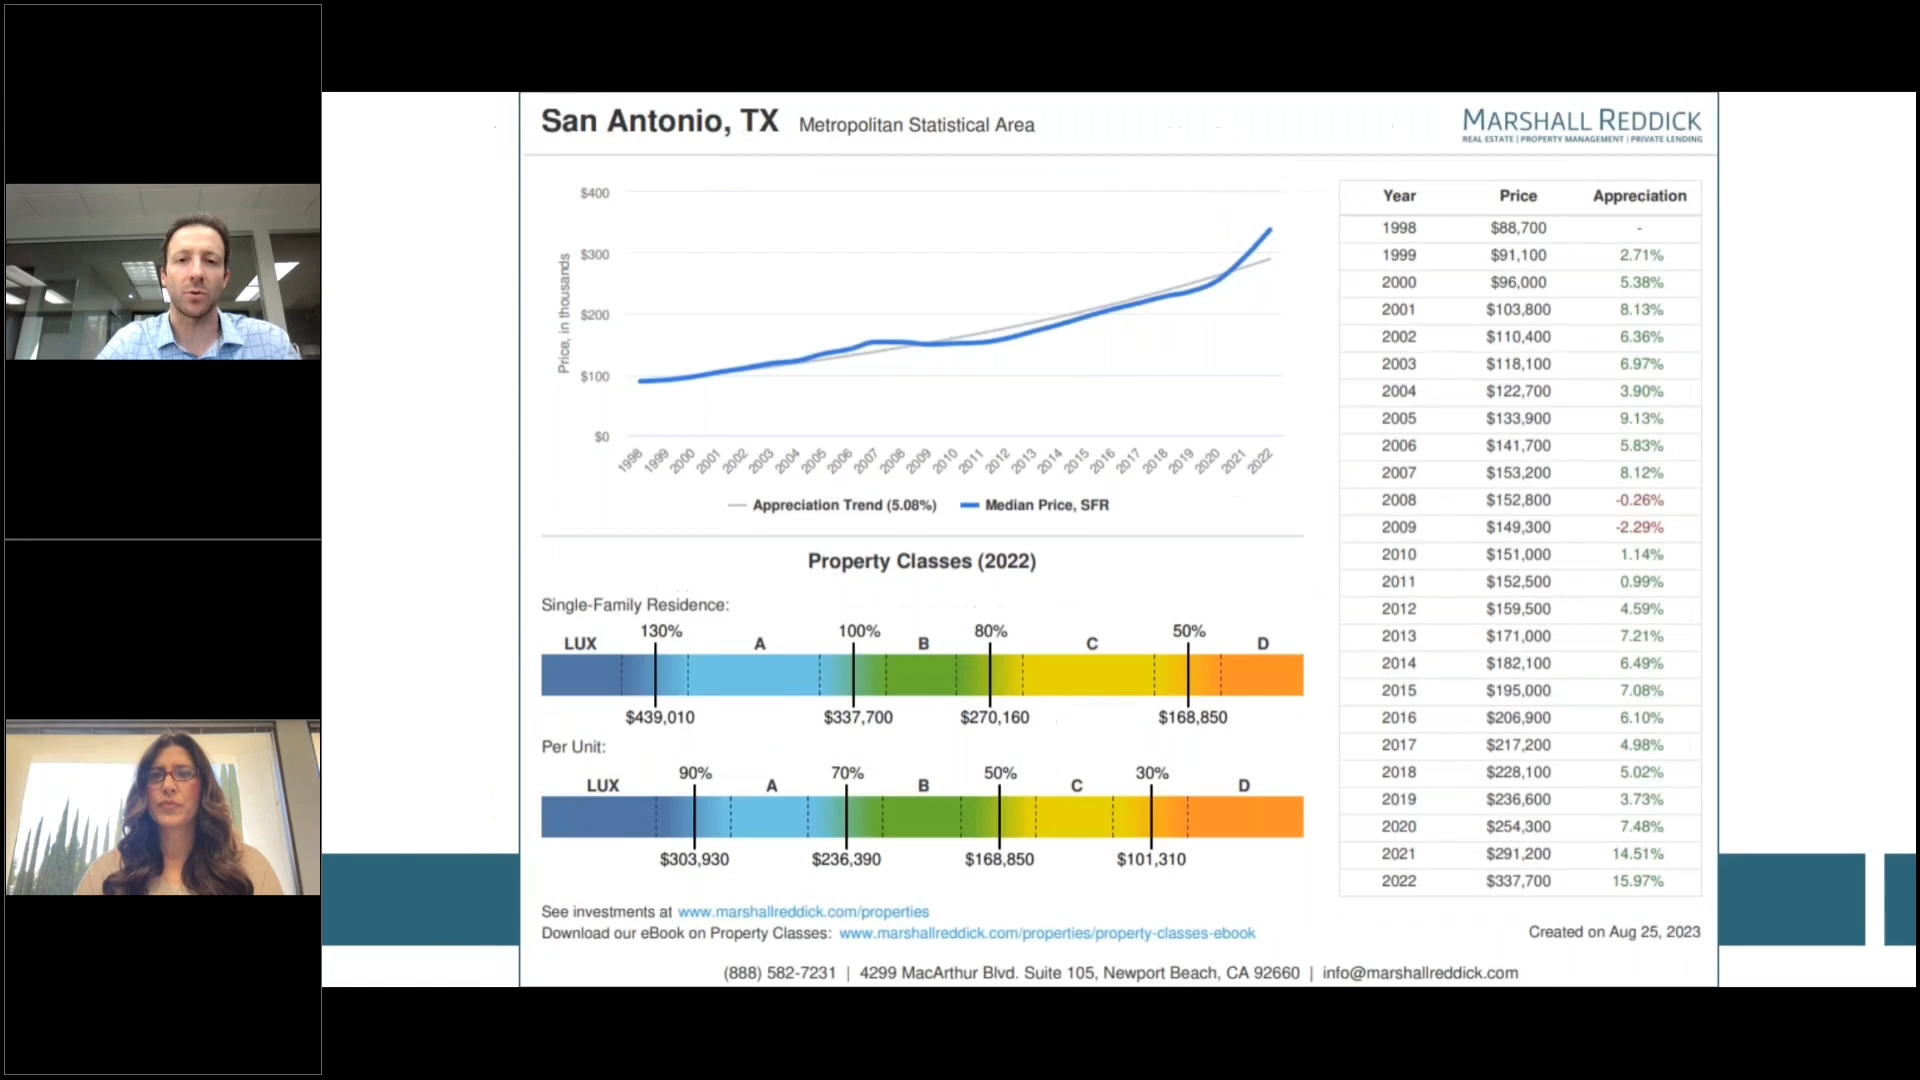 San Antonio, TX Metropolitan Statistical Area
MARSHALL REDDICK
REAL ESTATE | PROPERTY MANAGEMENT | PRIVATE LENDING
Price, in thousands
$400
$300
$200
$100
$0
1998 1999 2000 2001 2002 2003 2004 2005 2006 2007 2008 2009 2010 2011 2012 2013 2014 2015 2016 2017 2018 2019 2020 2021 2022
Appreciation Trend (5.08%) Median Price, SFR
Property Classes (2022)
Single-Family Residence:
130% 100% 80% 50%
LUX A B C D
$439,010 $337,700 $270,160 $168,850
Per Unit:
90% 70% 50% 30%
LUX A B C D
$303,930 $236,390 $168,850 $101,310
See investments at www.marshallreddick.com/properties
Download our eBook on Property Classes: www.marshallreddick.com/properties/property-classes-ebook
Year Price Appreciation
1998 $88,700 -
1999 $91,100 2.71%
2000 $96,000 5.38%
2001 $103,800 8.13%
2002 $110,400 6.36%
2003 $118,100 6.97%
2004 $122,700 3.90%
2005 $133,900 9.13%
2006 $141,700 5.83%
2007 $153,200 8.12%
2008 $152,800 -0.26%
2009 $149,300 -2.29%
2010 $151,000 1.14%
2011 $152,500 0.99%
2012 $159,500 4.59%
2013 $171,000 7.21%
2014 $182,100 6.49%
2015 $195,000 7.08%
2016 $206,900 6.10%
2017 $217,200 4.98%
2018 $228,100 5.02%
2019 $236,600 3.73%
2020 $254,300 7.48%
2021 $291,200 14.51%
2022 $337,700 15.97%
Created on Aug 25, 2023
(888) 582-7231 | 4299 MacArthur Blvd. Suite 105, Newport Beach, CA 92660 | info@marshallreddick.com